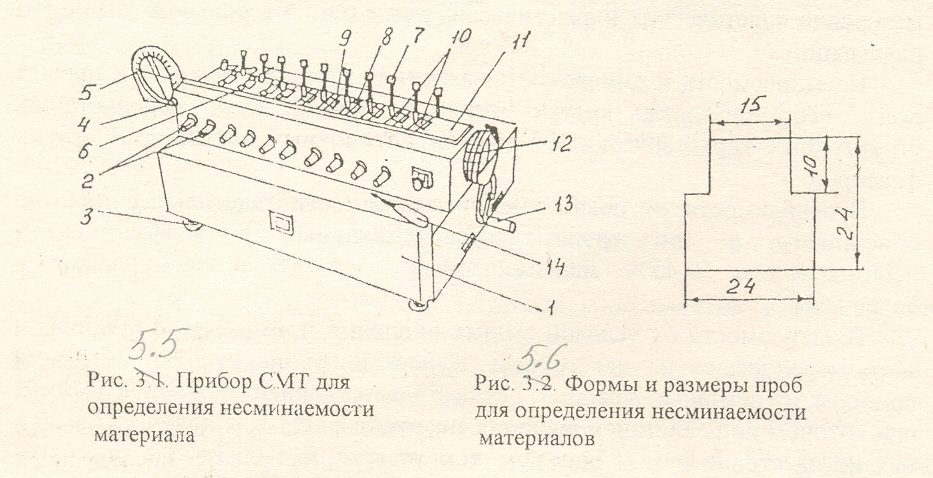 9 8 7 10 11
5
4
6
2
3
12
13
14
1
15
10
24
24
5.5
Рис. 3.1. Прибор СМТ для
определения несминаемости
материала
5.6
Рис. 3.2. Формы и размеры проб
для определения несминаемости
материалов